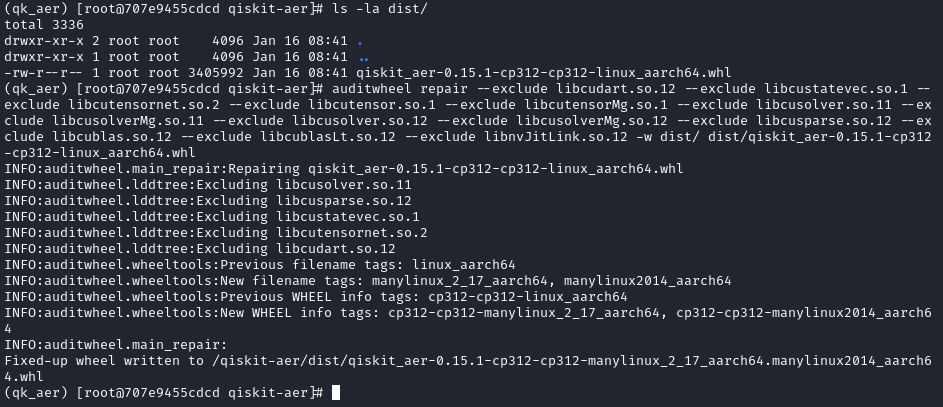 (qk_aer) [root@707e9455cdcd qiskit-aer]# ls -la dist/
total 3336
drwxr-xr-x 2 root root    4096 Jan 16 08:41 .
drwxr-xr-x 1 root root    4096 Jan 16 08:41 ..
-rw-r--r-- 1 root root 3405992 Jan 16 08:41 qiskit_aer-0.15.1-cp312-cp312-linux_aarch64.whl
(qk_aer) [root@707e9455cdcd qiskit-aer]# auditwheel repair --exclude libcudart.so.12 --exclude libcustatevec.so.1 --
exclude libcutensornet.so.2 --exclude libcutensor.so.1 --exclude libcutensorMg.so.1 --exclude libcusolver.so.11 --ex
clude libcusolverMg.so.11 --exclude libcusolver.so.12 --exclude libcusolverMg.so.12 --exclude libcusparse.so.12 --ex
clude libcublas.so.12 --exclude libcublasLt.so.12 --exclude libnvJitLink.so.12 -w dist/ dist/qiskit_aer-0.15.1-cp312
-cp312-linux_aarch64.whl
INFO:auditwheel.main_repair:Repairing qiskit_aer-0.15.1-cp312-cp312-linux_aarch64.whl
INFO:auditwheel.lddtree:Excluding libcusolver.so.11
INFO:auditwheel.lddtree:Excluding libcusparse.so.12
INFO:auditwheel.lddtree:Excluding libcustatevec.so.1
INFO:auditwheel.lddtree:Excluding libcutensornet.so.2
INFO:auditwheel.lddtree:Excluding libcudart.so.12
INFO:auditwheel.wheeltools:Previous filename tags: linux_aarch64
INFO:auditwheel.wheeltools:New filename tags: manylinux_2_17_aarch64, manylinux2014_aarch64
INFO:auditwheel.wheeltools:Previous WHEEL info tags: cp312-cp312-linux_aarch64
INFO:auditwheel.wheeltools:New WHEEL info tags: cp312-cp312-manylinux_2_17_aarch64, cp312-cp312-manylinux2014_aarch6
4
INFO:auditwheel.main_repair:
Fixed-up wheel written to /qiskit-aer/dist/qiskit_aer-0.15.1-cp312-cp312-manylinux_2_17_aarch64.manylinux2014_aarch6
4.whl
(qk_aer) [root@707e9455cdcd qiskit-aer]#